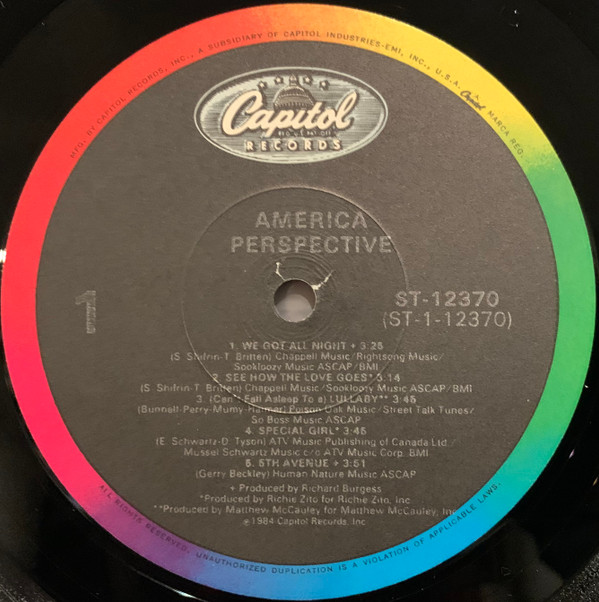 MFG. BY CAPITOL RECORDS, INC., A SUBSIDIARY OF CAPITOL INDUSTRIES-EMI, INC., U.S.A. Capitol MARCA REG.
Capitol
RECORDS
AMERICA
PERSPECTIVE
1
ST-12370
(ST-1-12370)
1. WE GOT ALL NIGHT + 3:25
(S. Shifrin-T. Britten) Chappell Music/Rightsong Music/
Sookloozy Music ASCAP/BMI
2. SEE HOW THE LOVE GOES* 3:14
(S. Shifrin-T. Britten) Chappell Music/Sookloozy Music ASCAP/BMI
3. (Can't Fall Asleep To a) LULLABY** 3:45
(Bunnell-Perry-Mumy-Haimer) Poison Oak Music/Street Talk Tunes/
So Boss Music ASCAP
4. SPECIAL GIRL* 3:45
(E. Schwartz-D. Tyson) ATV Music Publishing of Canada Ltd./
Mussel Schwartz Music c/o ATV Music Corp. BMI
5. 5TH AVENUE + 3:51
(Gerry Beckley) Human Nature Music ASCAP
+ Produced by Richard Burgess
*Produced by Richie Zito for Richie Zito, Inc
**Produced by Matthew McCauley for Matthew McCauley, Inc
℗1984 Capitol Records, Inc
ALL RIGHTS RESERVED. UNAUTHORIZED DUPLICATION IS A VIOLATION OF APPLICABLE LAWS.